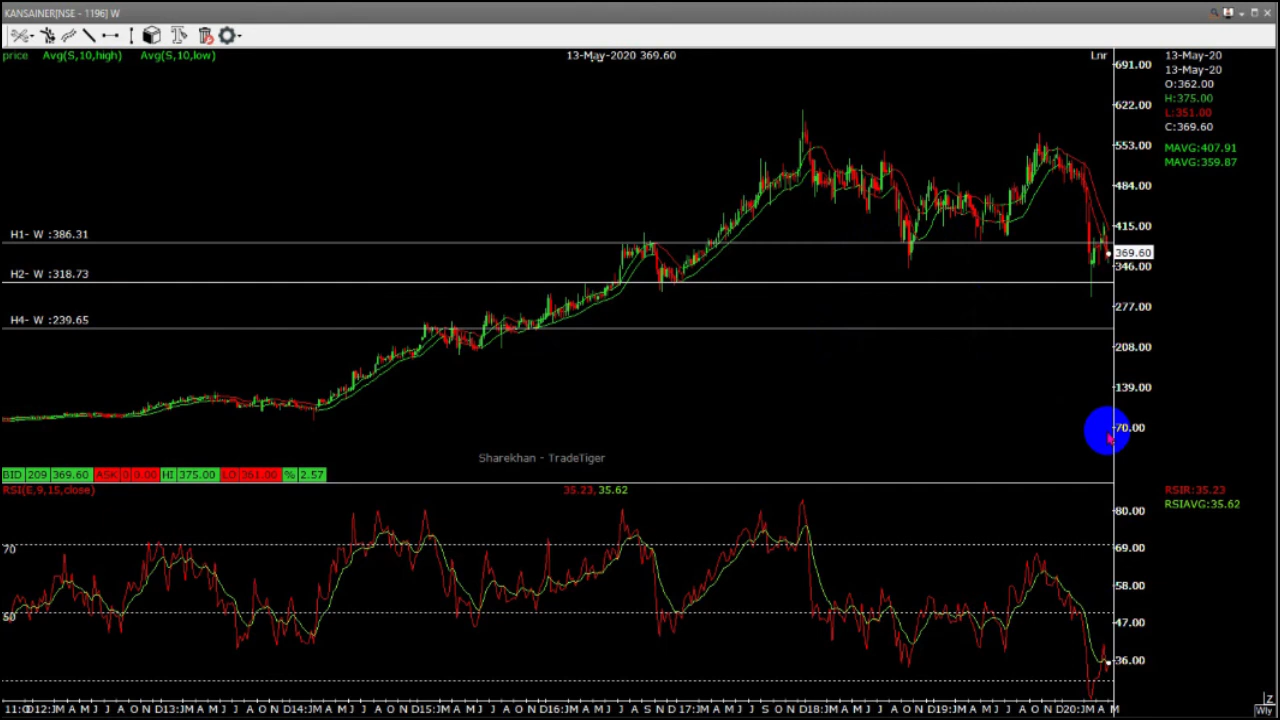 KANSAINER[NSE - 1196] W
price Avg(S,10,high) Avg(S,10,low) 13-May-2020 369.60 Lnr
13-May-20
13-May-20
O:362.00
H:375.00
L:351.00
C:369.60
MAVG:407.91
MAVG:359.87
691.00
622.00
553.00
484.00
415.00
369.60
346.00
277.00
208.00
139.00
70.00
H1- W :386.31
H2- W :318.73
H4- W :239.65
Sharekhan - TradeTiger
BID 209 369.60 ASK 0 0.00 HI 375.00 LO 361.00 % 2.57
RSI(E,9,15,close) 35.23, 35.62
RSIR:35.23
RSIAVG:35.62
80.00
69.00
58.00
47.00
36.00
70
50
Wly